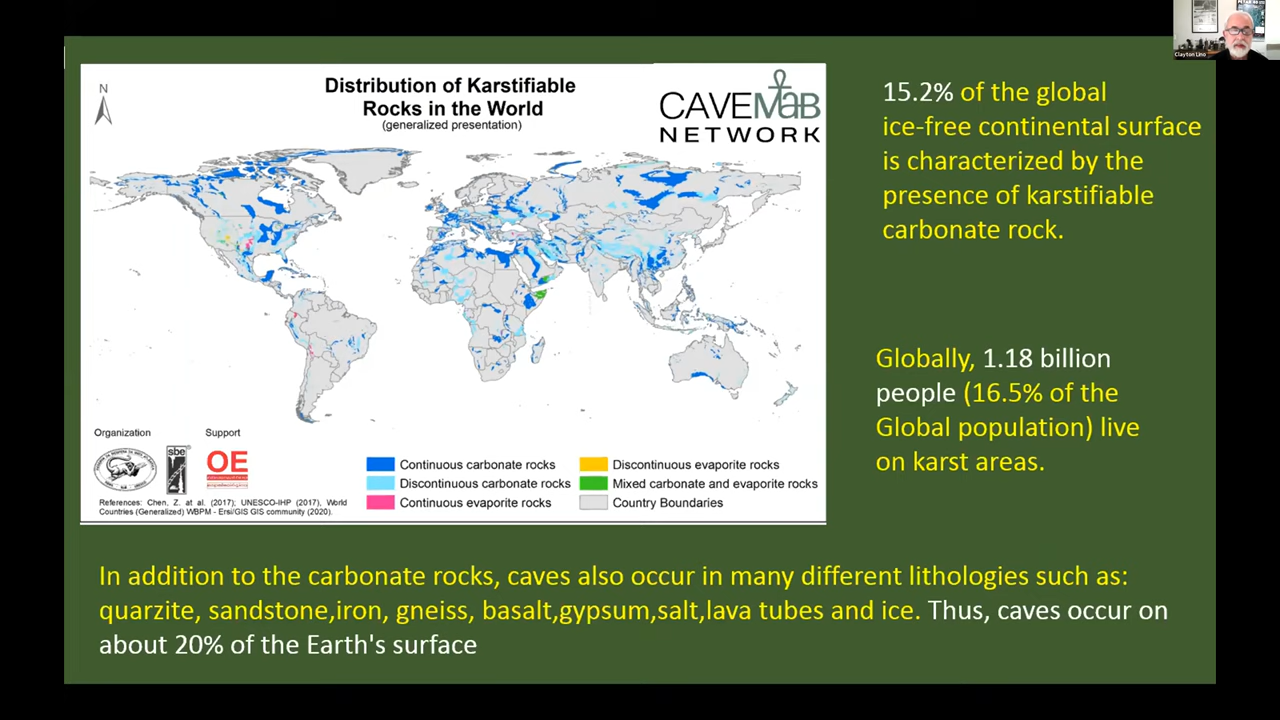 Clayton Lino
N
Distribution of Karstifiable
Rocks in the World
(generalized presentation)
CAVEMAB
NETWORK
15.2% of the global
ice-free continental surface
is characterized by the
presence of karstifiable
carbonate rock.
Globally, 1.18 billion
people (16.5% of the
Global population) live
on karst areas.
Organization
Support
sbe
OE
References: Chen, Z. at al. (2017); UNESCO-IHP (2017), World
Countries (Generalized) WBPM - Ersi/GIS GIS community (2020).
Continuous carbonate rocks
Discontinuous carbonate rocks
Continuous evaporite rocks
Discontinuous evaporite rocks
Mixed carbonate and evaporite rocks
Country Boundaries
In addition to the carbonate rocks, caves also occur in many different lithologies such as:
quarzite, sandstone,iron, gneiss, basalt,gypsum,salt,lava tubes and ice. Thus, caves occur on
about 20% of the Earth's surface